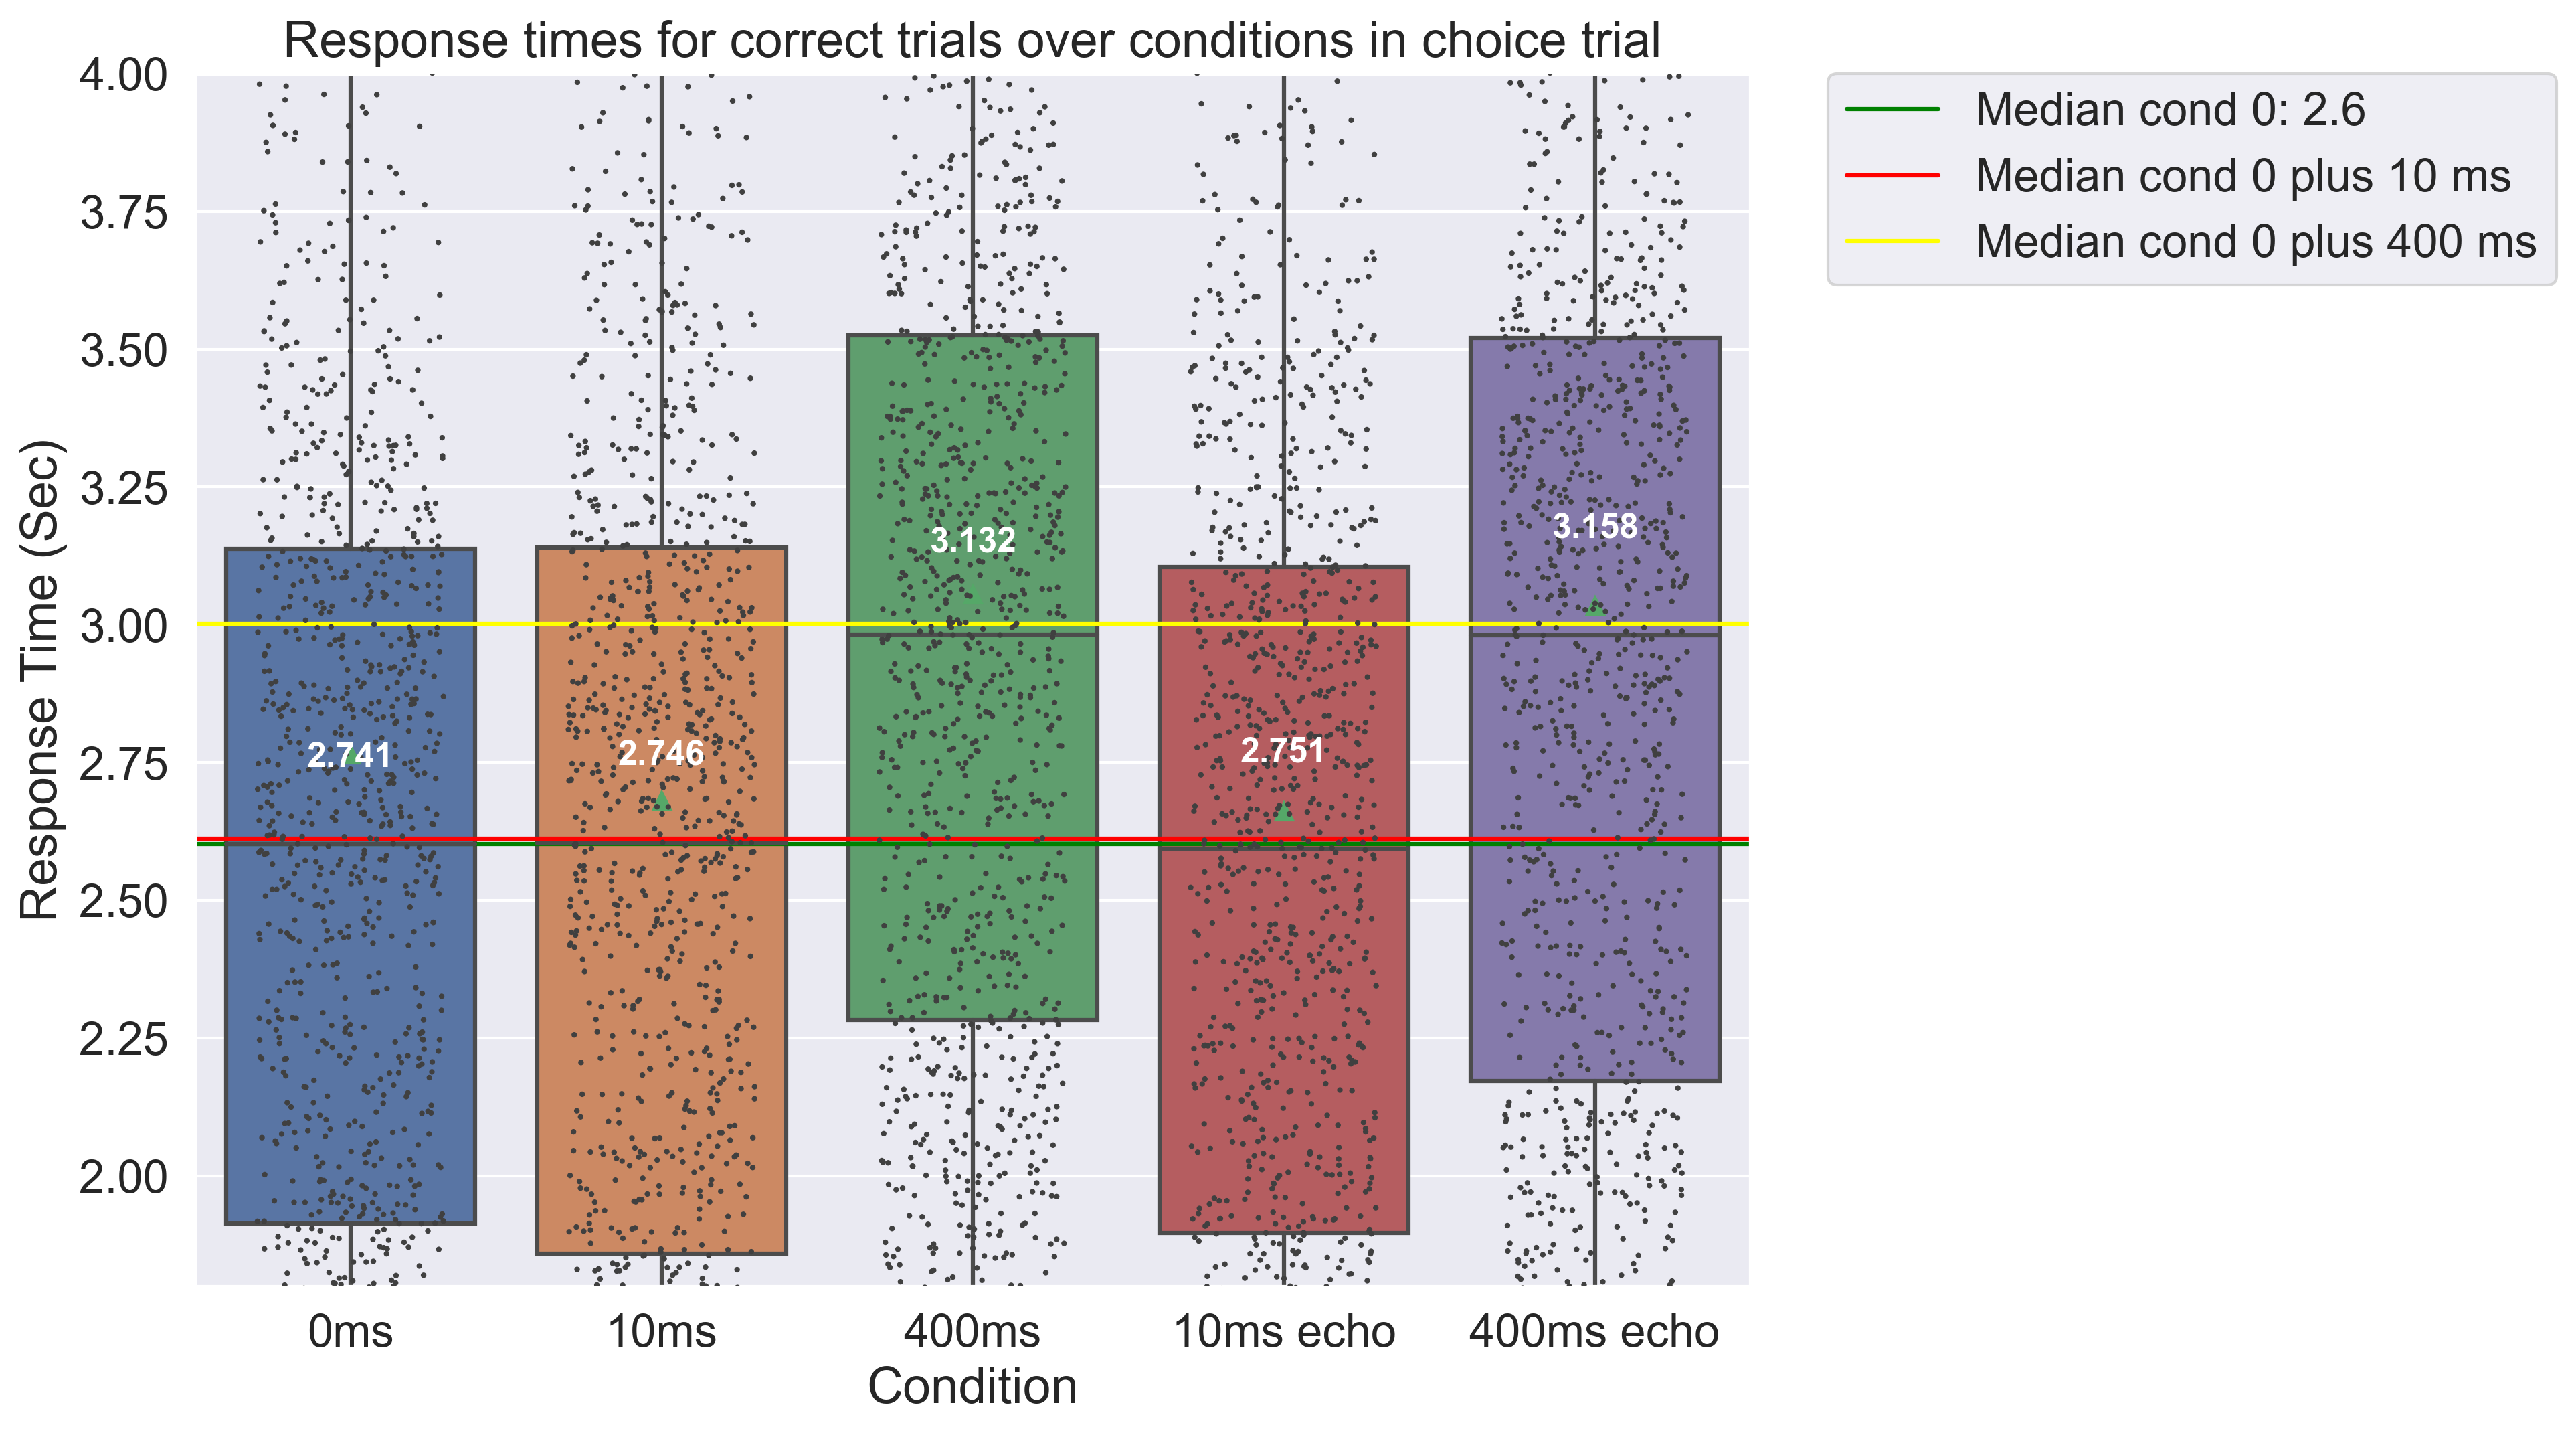 Response times for correct trials over conditions in choice trial
4.00
3.75
3.50
3.25
3.00
2.75
2.50
2.25
2.00
Response Time (Sec)
2.741
2.746
3.132
2.751
3.158
0ms
10ms
400ms
10ms echo
400ms echo
Condition
Median cond 0: 2.6
Median cond 0 plus 10 ms
Median cond 0 plus 400 ms